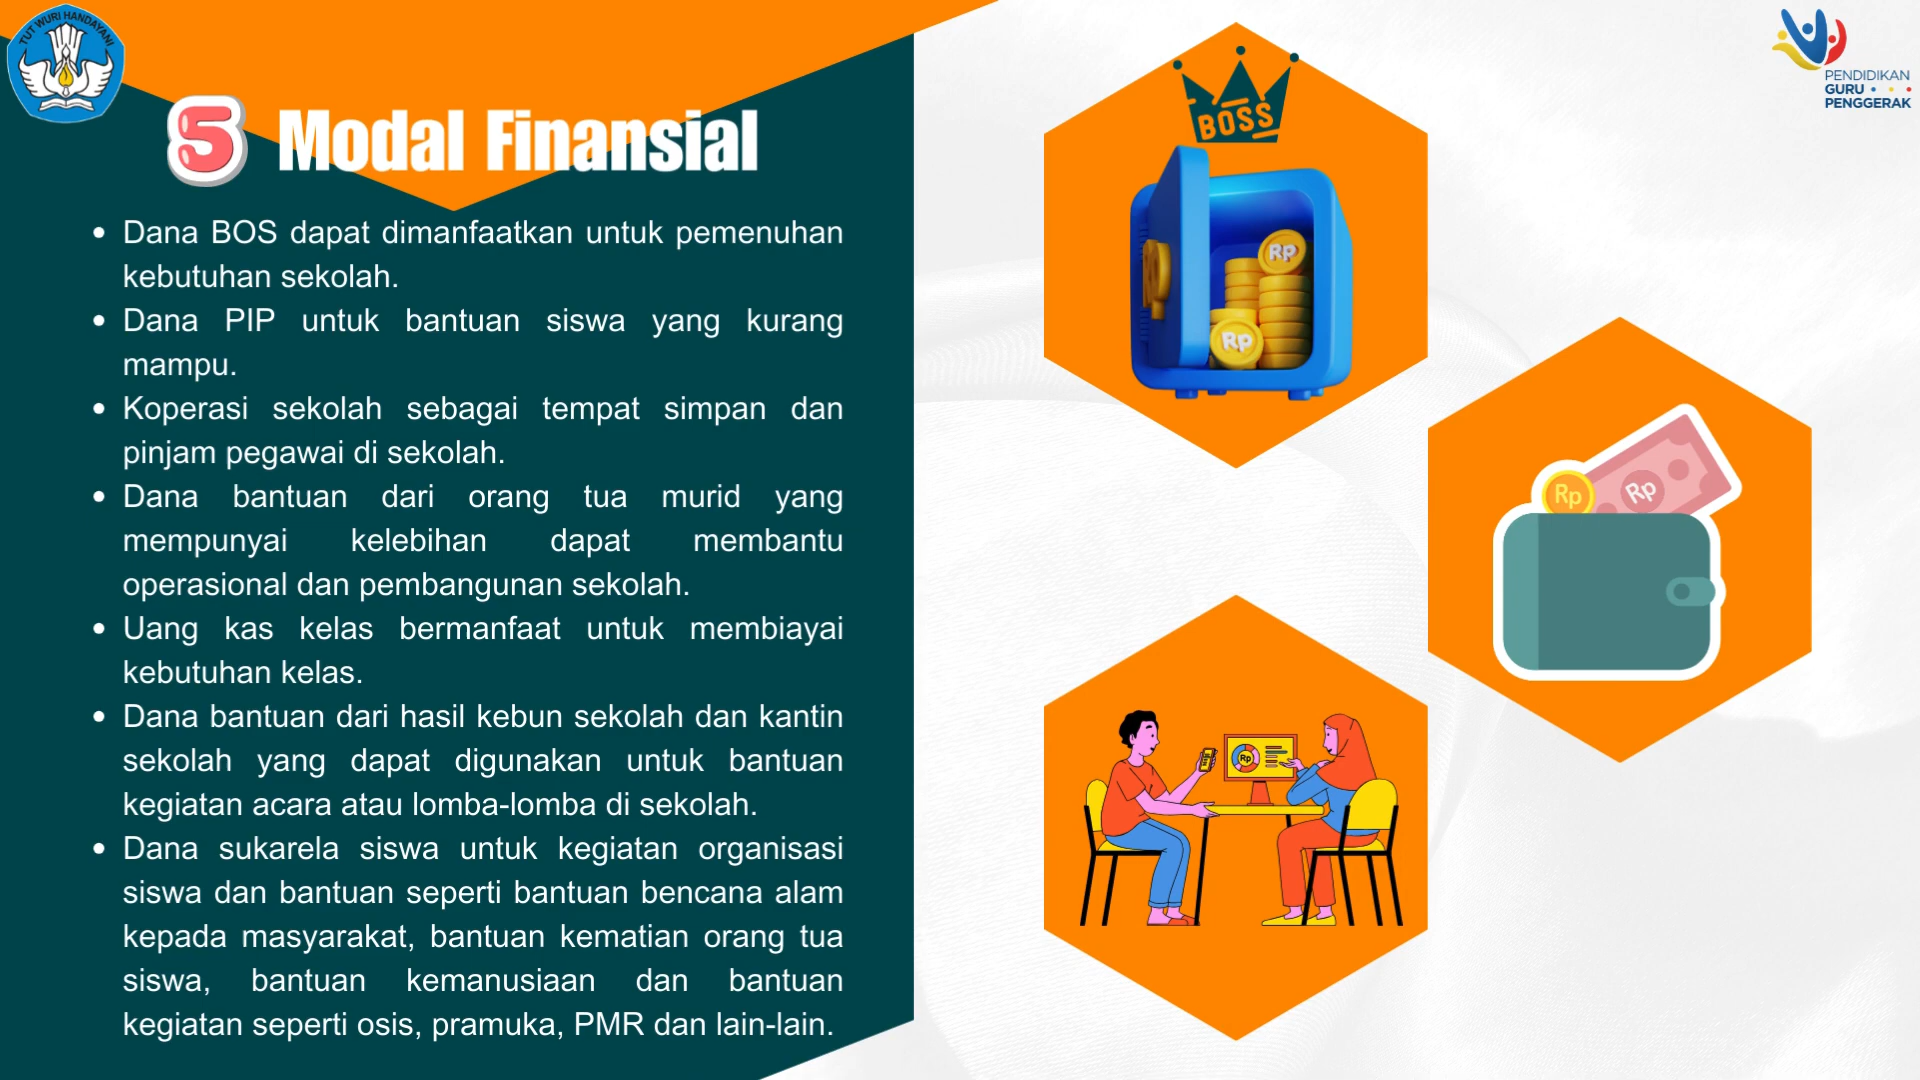 TUT WURI HANDAYANI
PENDIDIKAN
GURU
PENGGERAK
5 Modal Finansial
• Dana BOS dapat dimanfaatkan untuk pemenuhan
kebutuhan sekolah.
• Dana PIP untuk bantuan siswa yang kurang
mampu.
• Koperasi sekolah sebagai tempat simpan dan
pinjam pegawai di sekolah.
• Dana bantuan dari orang tua murid yang
mempunyai kelebihan dapat membantu
operasional dan pembangunan sekolah.
• Uang kas kelas bermanfaat untuk membiayai
kebutuhan kelas.
• Dana bantuan dari hasil kebun sekolah dan kantin
sekolah yang dapat digunakan untuk bantuan
kegiatan acara atau lomba-lomba di sekolah.
• Dana sukarela siswa untuk kegiatan organisasi
siswa dan bantuan seperti bantuan bencana alam
kepada masyarakat, bantuan kematian orang tua
siswa, bantuan kemanusiaan dan bantuan
kegiatan seperti osis, pramuka, PMR dan lain-lain.
BOSS
Rp
Rp
Rp
Rp
Rp